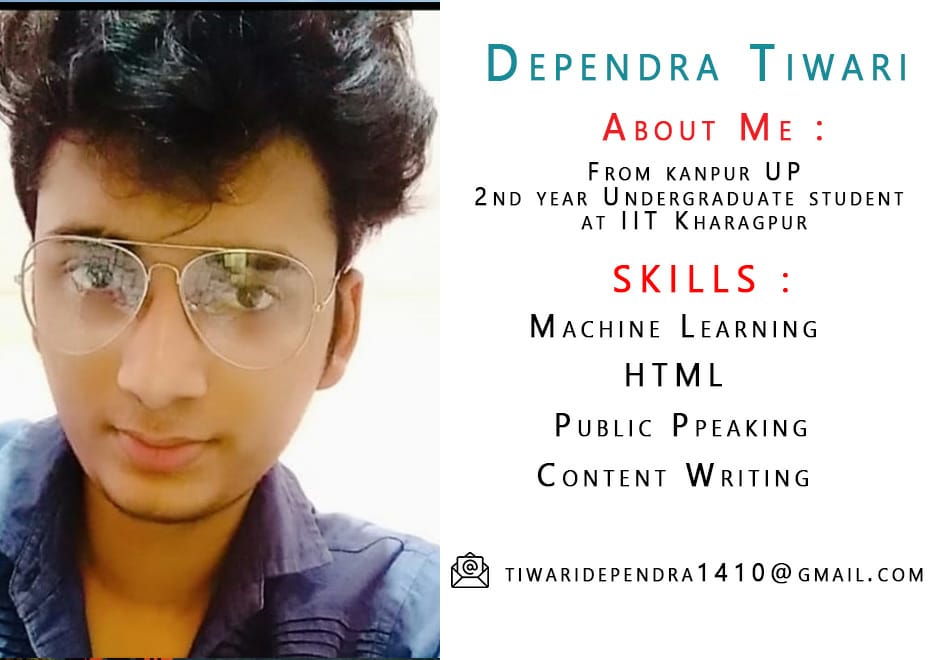 Dependra Tiwari
About Me :
From kanpur UP
2nd year Undergraduate student
at IIT Kharagpur
SKILLS :
Machine Learning
HTML
Public Ppeaking
Content Writing
@ tiwaridependra1410@gmail.com